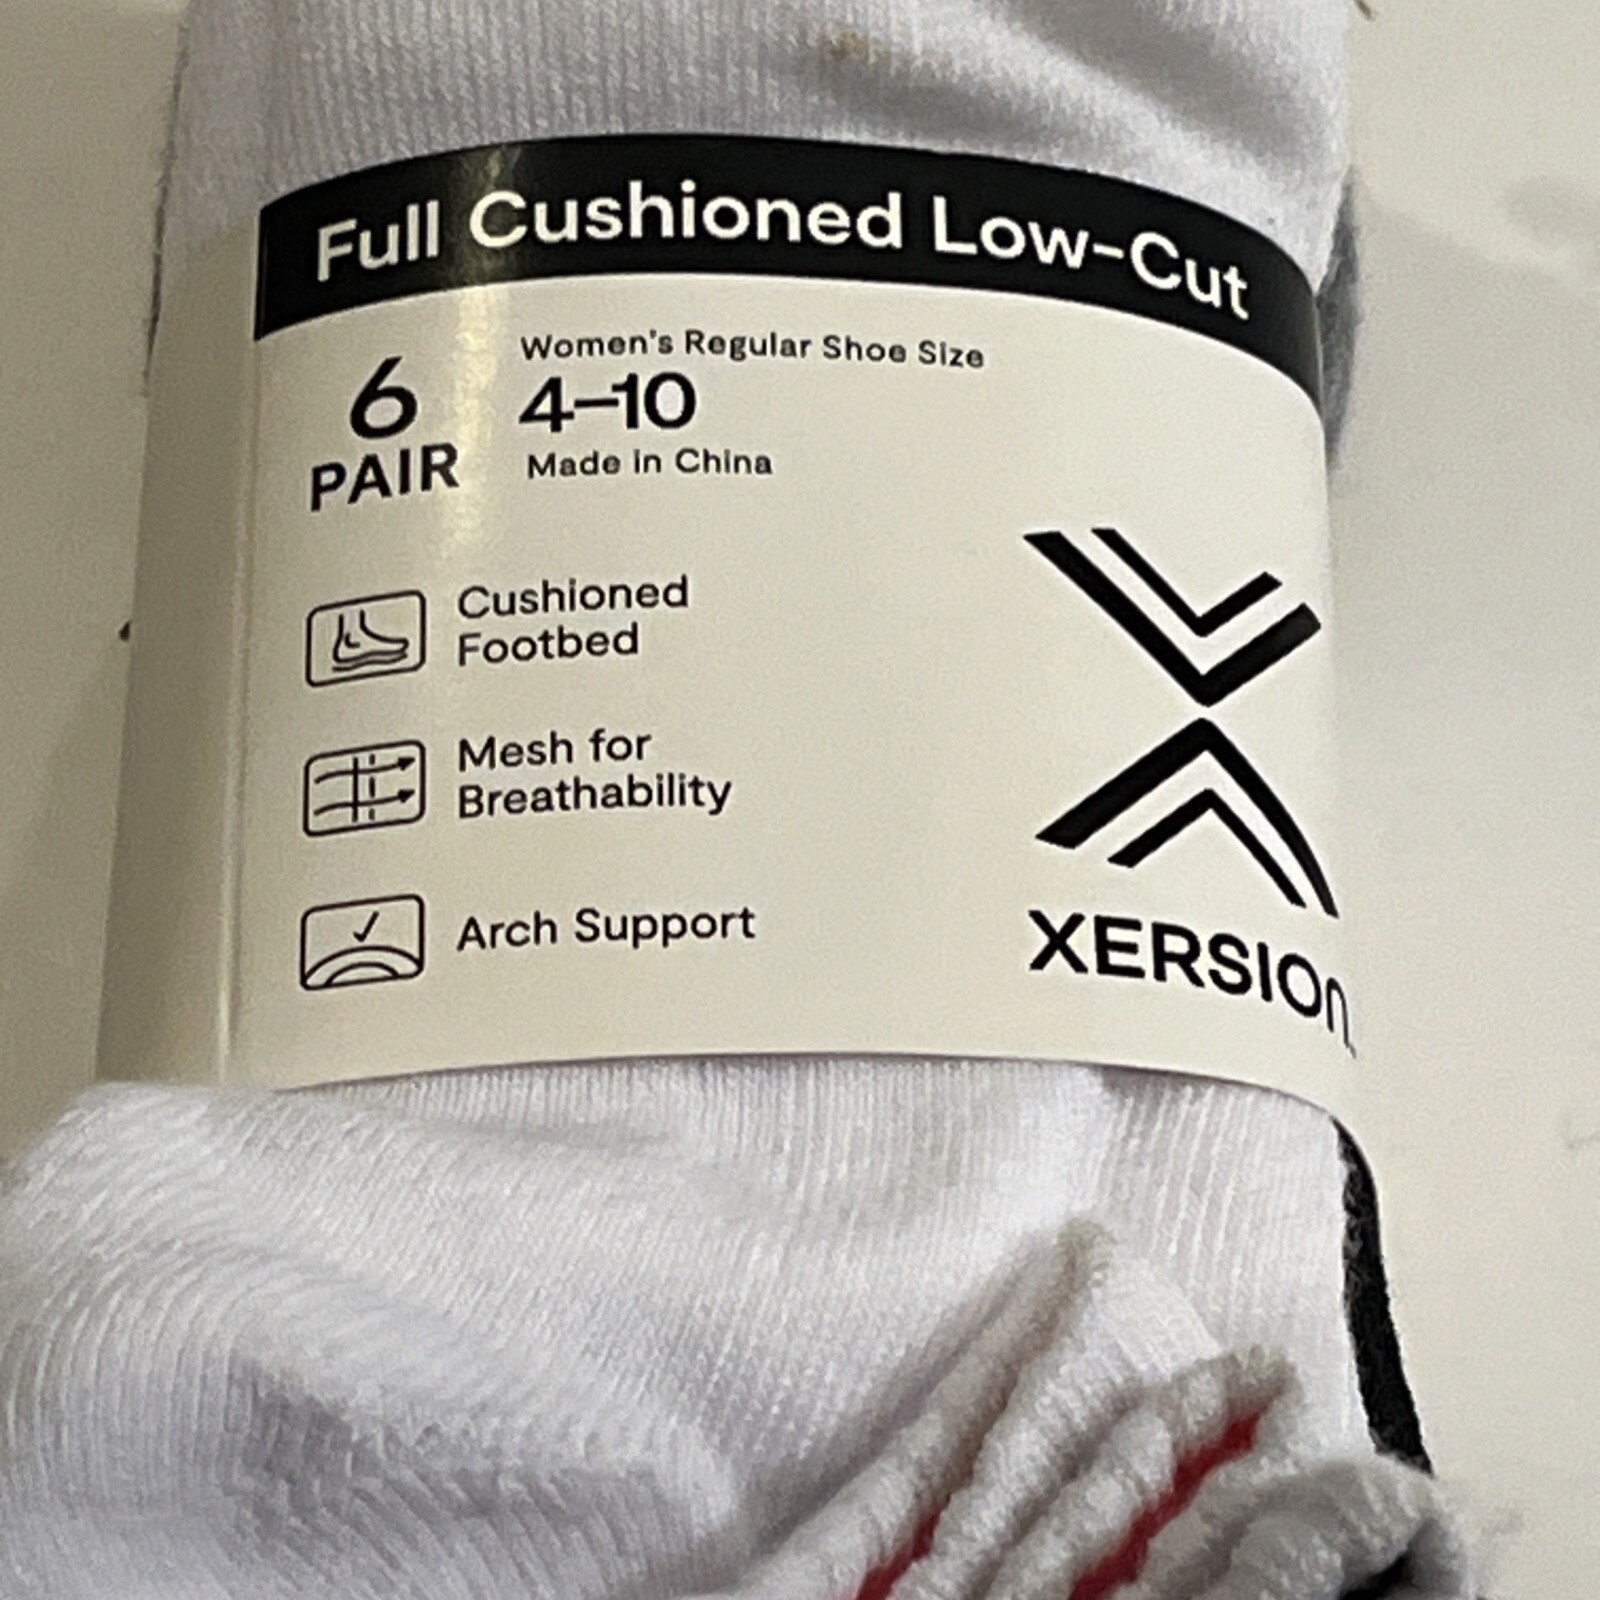 Full Cushioned Low-Cut
6
PAIR
Women's Regular Shoe Size
4–10
Made in China
Cushioned
Footbed
Mesh for
Breathability
Arch Support
XERSION